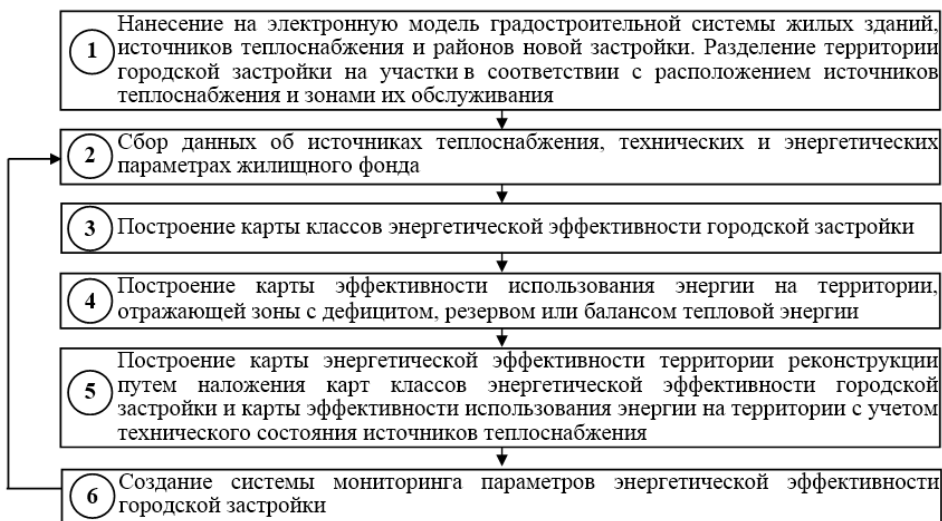 1
Нанесение на электронную модель градостроительной системы жилых зданий,
источников теплоснабжения и районов новой застройки. Разделение территории
городской застройки на участки в соответствии с расположением источников
теплоснабжения и зонами их обслуживания
2
Сбор данных об источниках теплоснабжения, технических и энергетических
параметрах жилищного фонда
3
Построение карты классов энергетической эффективности городской застройки
4
Построение карты эффективности использования энергии на территории,
отражающей зоны с дефицитом, резервом или балансом тепловой энергии
5
Построение карты энергетической эффективности территории реконструкции
путем наложения карт классов энергетической эффективности городской
застройки и карты эффективности использования энергии на территории с учетом
технического состояния источников теплоснабжения
6
Создание системы мониторинга параметров энергетической эффективности
городской застройки